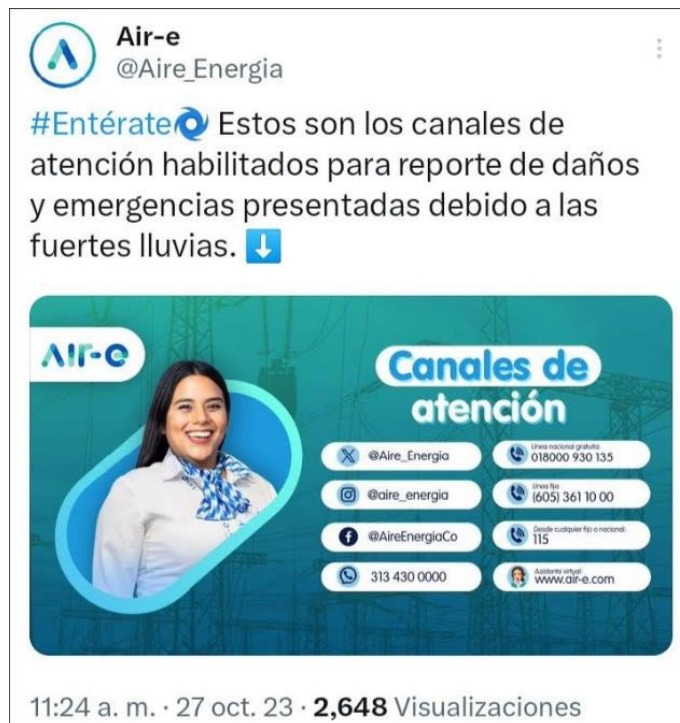 Air-e
@Aire_Energia
#Entérate Estos son los canales de
atención habilitados para reporte de daños
y emergencias presentadas debido a las
fuertes lluvias.
Air-e
Canales de
atención
@Aire_Energía
@aire_energia
@AireEnergiaCo
313 430 0000
Línea nacional gratuita
018000 930 135
Línea fija
(605) 361 10 00
Desde cualquier fijo o nacional:
115
Asistente virtual
www.air-e.com
11:24 a. m. · 27 oct. 23 · 2,648 Visualizaciones